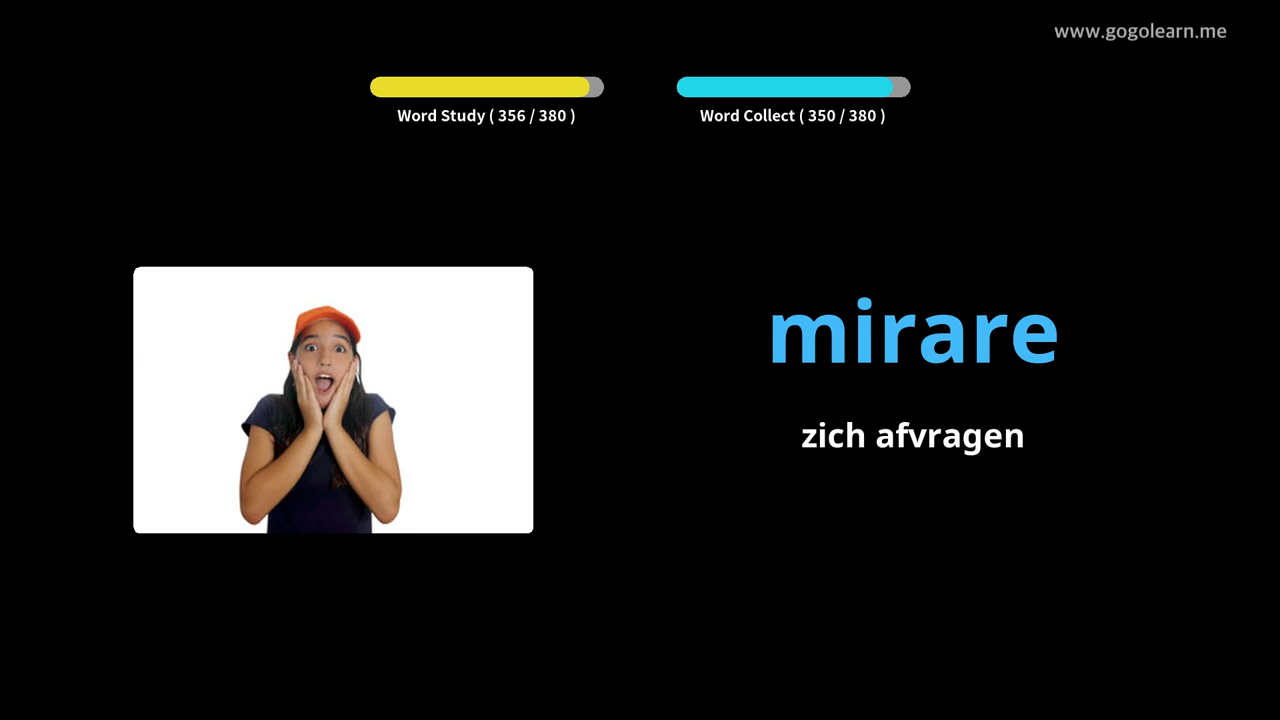 www.gogolearn.me
Word Study ( 356 / 380 )
Word Collect ( 350 / 380 )
mirare
zich afvragen